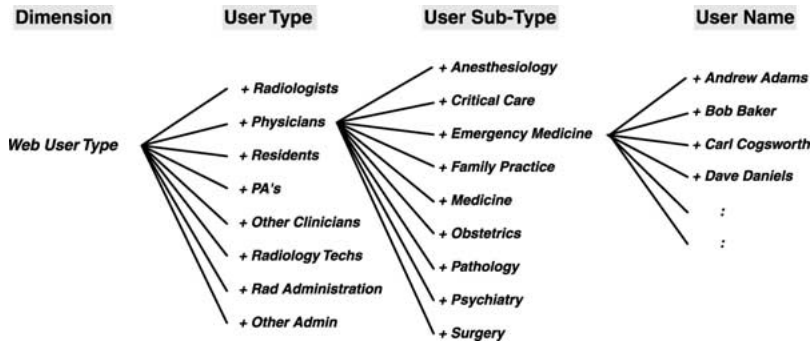 Dimension
User Type
User Sub-Type
User Name
Web User Type
+ Radiologists
+ Physicians
+ Residents
+ PA's
+ Other Clinicians
+ Radiology Techs
+ Rad Administration
+ Other Admin
+ Anesthesiology
+ Critical Care
+ Emergency Medicine
+ Family Practice
+ Medicine
+ Obstetrics
+ Pathology
+ Psychiatry
+ Surgery
+ Andrew Adams
+ Bob Baker
+ Carl Cogsworth
+ Dave Daniels
:
: